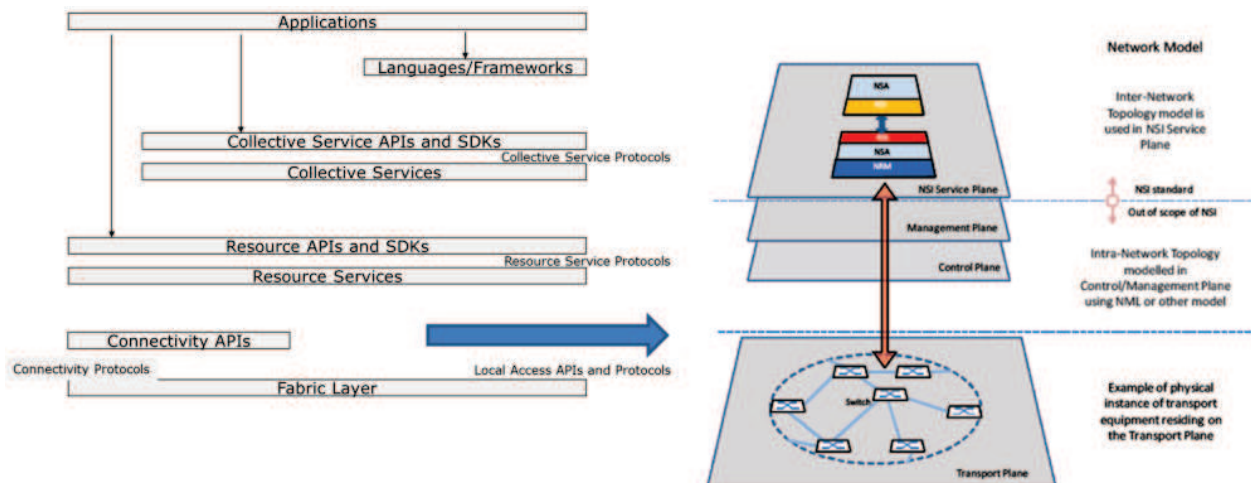 Applications
Languages/Frameworks
Collective Service APIs and SDKs
Collective Service Protocols
Collective Services
Resource APIs and SDKs
Resource Service Protocols
Resource Services
Connectivity APIs
Connectivity Protocols
Local Access APIs and Protocols
Fabric Layer
NSA
NSA
NRM
NSI Service Plane
Management Plane
Control Plane
Switch
Transport Plane
Network Model
Inter-Network
Topology model is
used in NSI Service
Plane
NSI standard
Out of scope of NSI
Intra-Network Topology
modelled in
Control/Management Plane
using NML or other model
Example of physical
instance of transport
equipment residing on
the Transport Plane